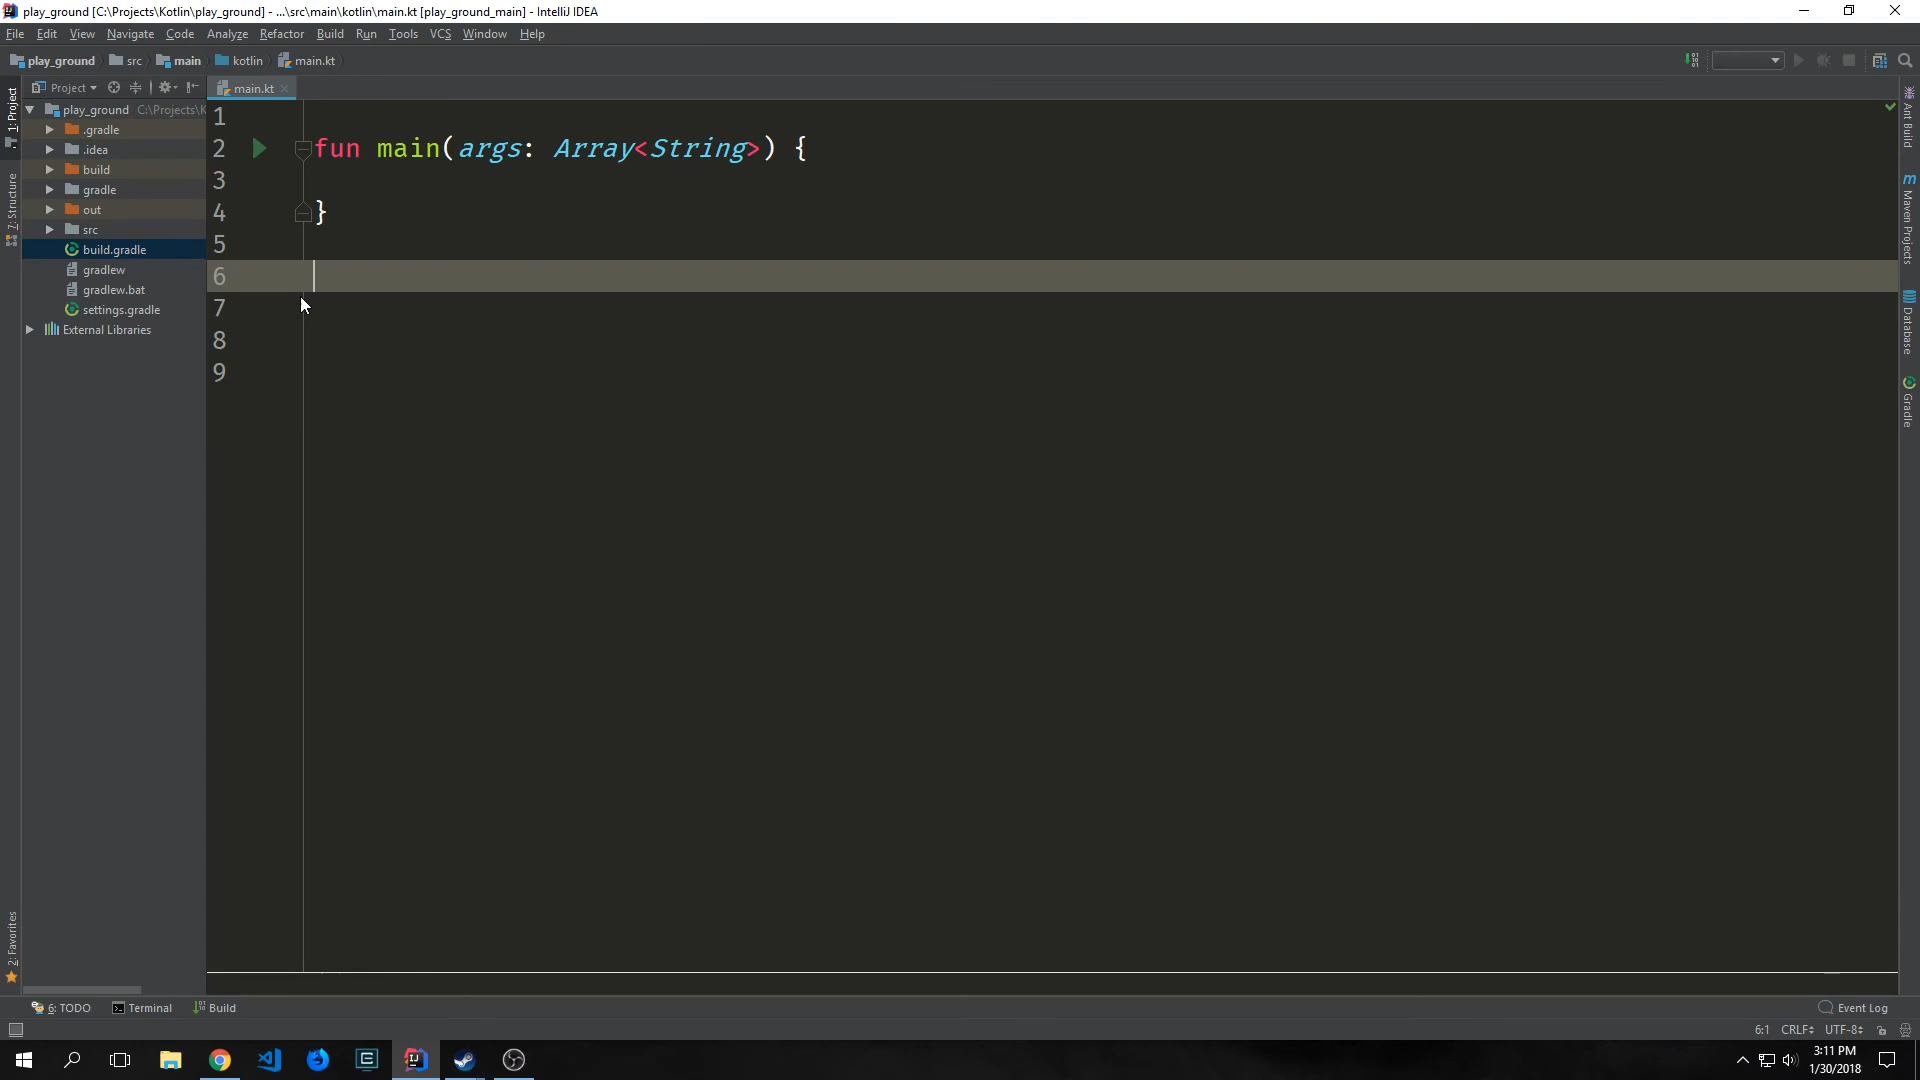 play_ground [C:\Projects\Kotlin\play_ground] - ...\src\main\kotlin\main.kt [play_ground_main] - IntelliJ IDEA
File Edit View Navigate Code Analyze Refactor Build Run Tools VCS Window Help
play_ground src main kotlin main.kt
Project
main.kt
1: Project
7: Structure
2: Favorites
play_ground C:\Projects\K
.gradle
.idea
build
gradle
out
src
build.gradle
gradlew
gradlew.bat
settings.gradle
External Libraries
1
2 fun main(args: Array<String>) {
3
4 }
5
6
7
8
9
Ant Build
Maven Projects
Database
Gradle
6: TODO Terminal Build Event Log
6:1 CRLF UTF-8
3:11 PM
1/30/2018